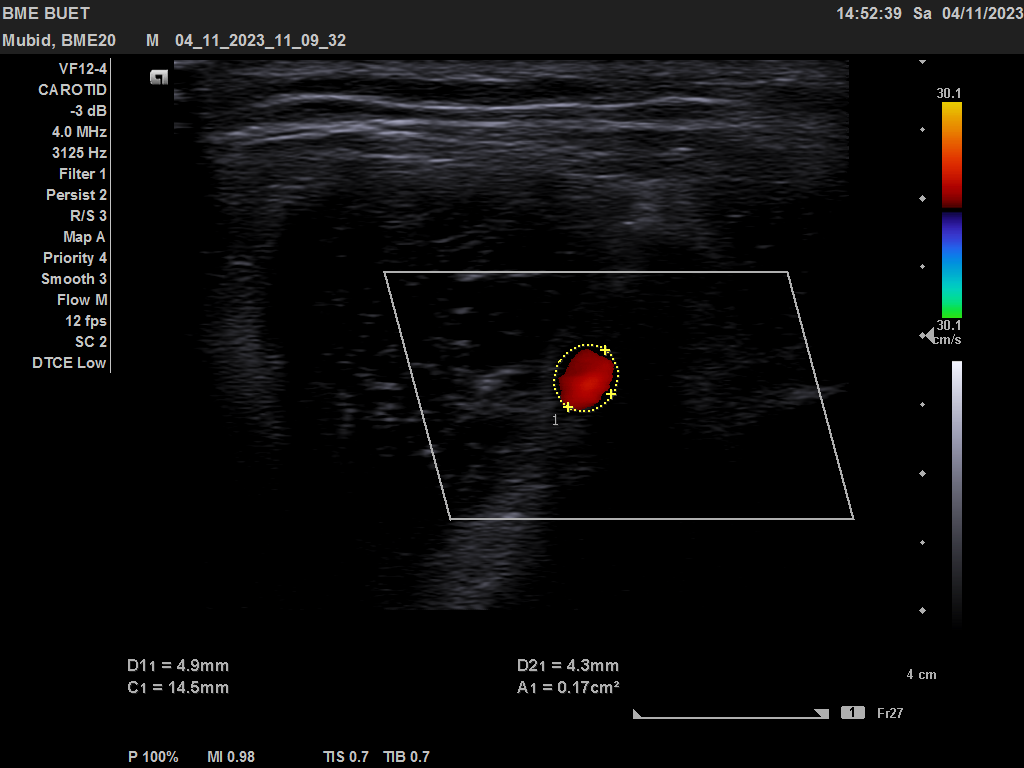 BME BUET 14:52:39 Sa 04/11/2023
Mubid, BME20 M 04_11_2023_11_09_32
VF12-4
CAROTID
-3 dB
4.0 MHz
3125 Hz
Filter 1
Persist 2
R/S 3
Map A
Priority 4
Smooth 3
Flow M
12 fps
SC 2
DTCE Low
30.1
30.1
cm/s
1
D1₁ = 4.9mm D2₁ = 4.3mm
C₁ = 14.5mm A₁ = 0.17cm²
4 cm
1 Fr27
P 100% MI 0.98 TIS 0.7 TIB 0.7